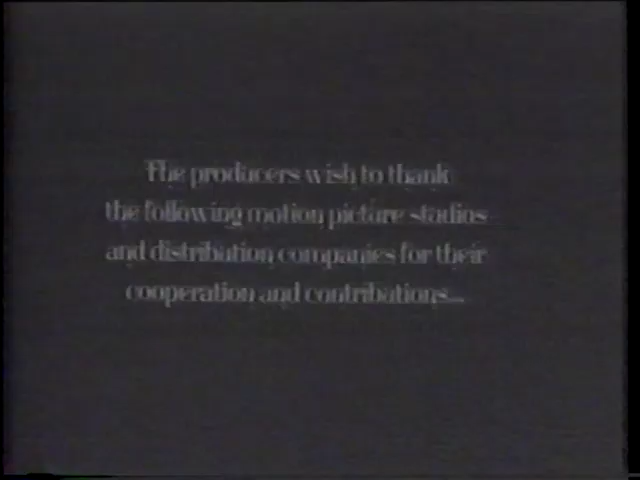 The producers wish to thank
the following motion picture studios
and distribution companies for their
cooperation and contributions...